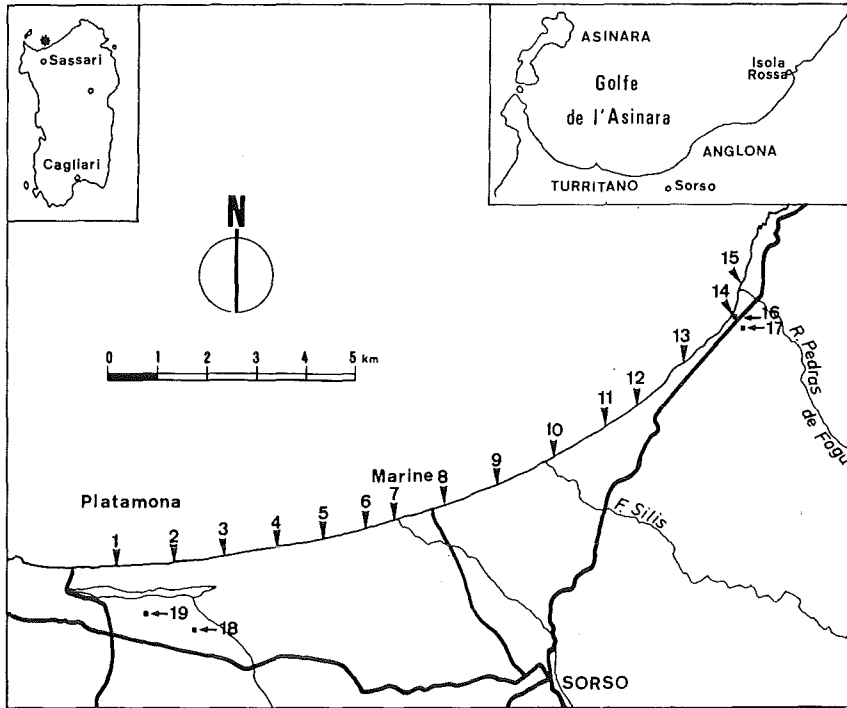 Sassari
Cagliari
ASINARA
Isola
Rossa
Golfe
de l'Asinara
ANGLONA
TURRITANO
Sorso
N
0 1 2 3 4 5 km
15
14
16
17
13
R. Pedras
de Fogu
12
11
10
Marine
9
8
7
6
5
4
3
2
1
Platamona
F. Silis
19
18
SORSO